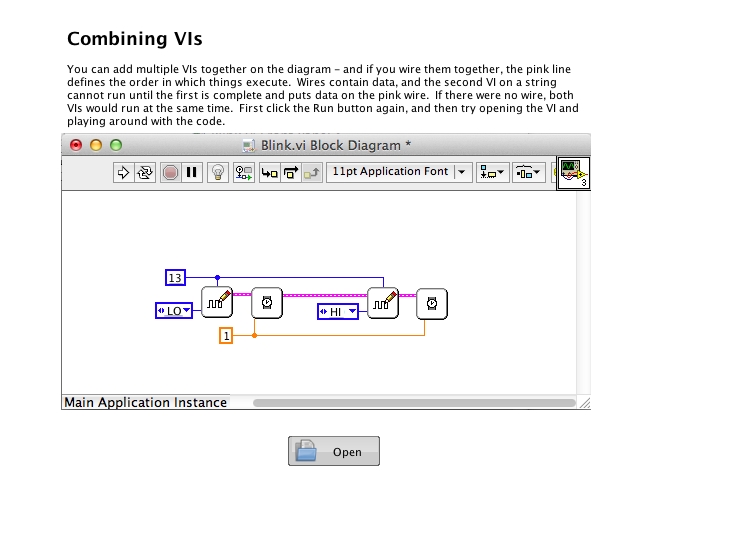 Combining VIs
You can add multiple VIs together on the diagram – and if you wire them together, the pink line
defines the order in which things execute.  Wires contain data, and the second VI on a string
cannot run until the first is complete and puts data on the pink wire.  If there were no wire, both
VIs would run at the same time.  First click the Run button again, and then try opening the VI and
playing around with the code.
Blink.vi Block Diagram *
11pt Application Font
3
13
LO
HI
1
Main Application Instance
Open